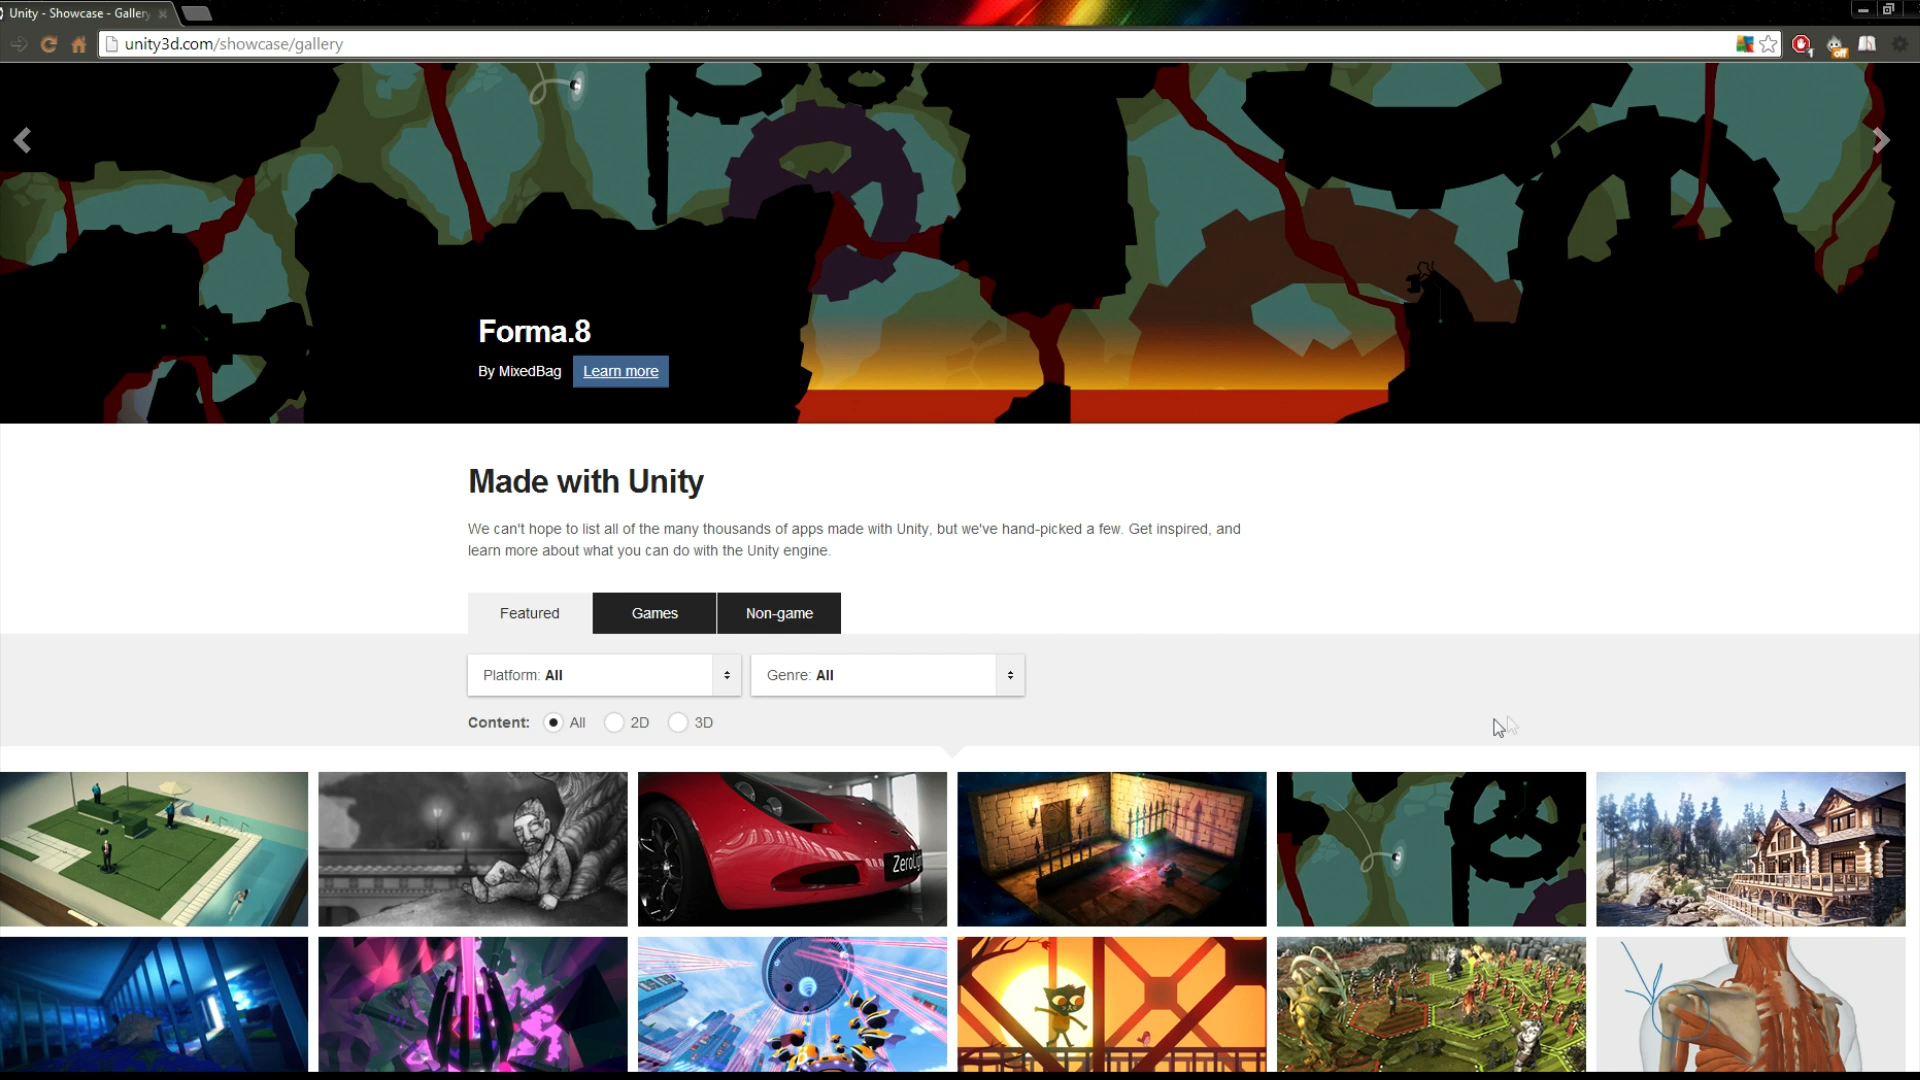 Unity - Showcase - Gallery
unity3d.com/showcase/gallery
1
off
Forma.8
By MixedBag Learn more
Made with Unity
We can't hope to list all of the many thousands of apps made with Unity, but we've hand-picked a few. Get inspired, and
learn more about what you can do with the Unity engine.
Featured Games Non-game
Platform: All Genre: All
Content: All 2D 3D